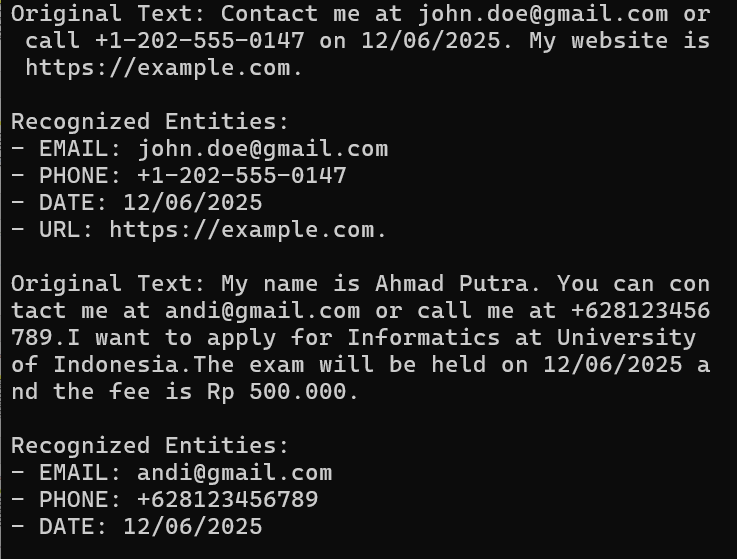 Original Text: Contact me at john.doe@gmail.com or
 call +1-202-555-0147 on 12/06/2025. My website is
 https://example.com.

Recognized Entities:
- EMAIL: john.doe@gmail.com
- PHONE: +1-202-555-0147
- DATE: 12/06/2025
- URL: https://example.com.

Original Text: My name is Ahmad Putra. You can con
tact me at andi@gmail.com or call me at +628123456
789.I want to apply for Informatics at University
of Indonesia.The exam will be held on 12/06/2025 a
nd the fee is Rp 500.000.

Recognized Entities:
- EMAIL: andi@gmail.com
- PHONE: +628123456789
- DATE: 12/06/2025